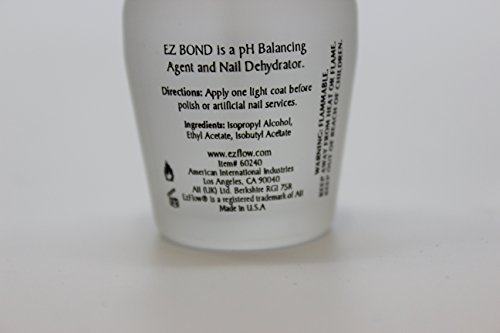 EZ BOND is a pH Balancing
Agent and Nail Dehydrator.
Directions: Apply one light coat before
polish or artificial nail services.
Ingredients: Isopropyl Alcohol,
Ethyl Acetate, Isobutyl Acetate
www.ezflow.com
Item# 60240
American International Industries
Los Angeles, CA 90040
AII (UK) Ltd. Berkshire RG1 7SR
EzFlow® is a registered trademark of AII
Made in U.S.A
WARNING: FLAMMABLE.
KEEP AWAY FROM HEAT OR FLAME.
KEEP OUT OF REACH OF CHILDREN.